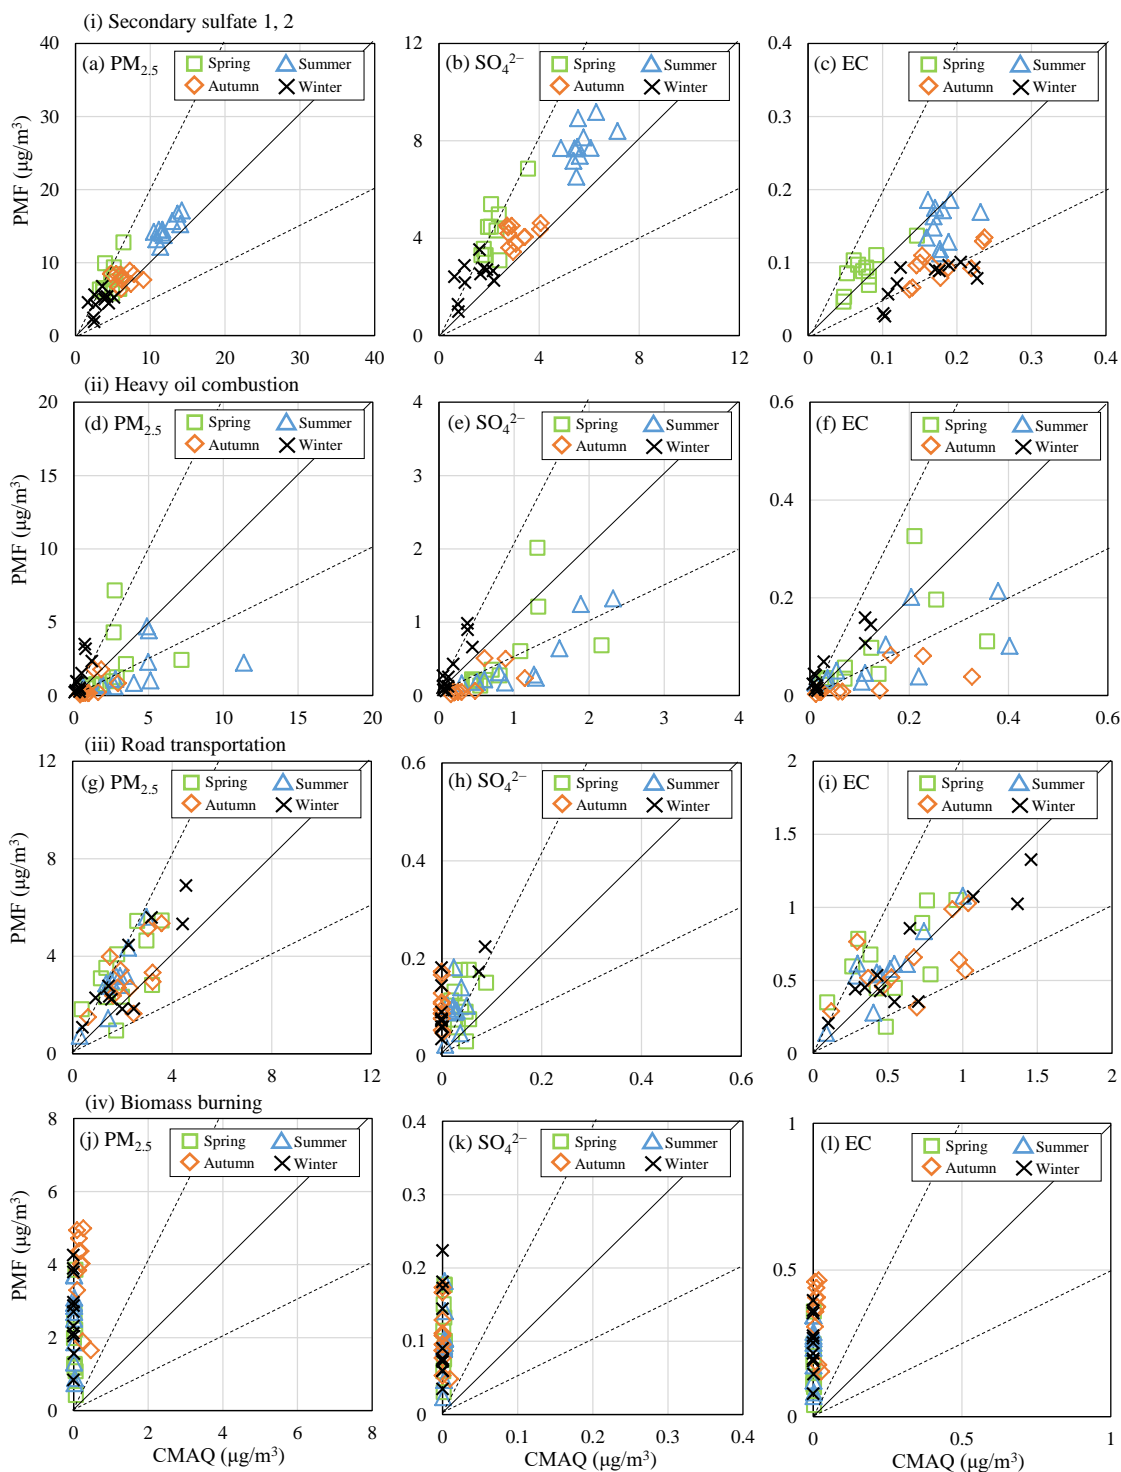 (i) Secondary sulfate 1, 2
(a) PM2.5
Spring Summer
Autumn Winter
40
30
20
10
0
0 10 20 30 40
PMF (μg/m³)
(b) SO₄²⁻
Spring Summer
Autumn Winter
12
8
4
0
0 4 8 12
(c) EC
Spring Summer
Autumn Winter
0.4
0.3
0.2
0.1
0
0 0.1 0.2 0.3 0.4
(ii) Heavy oil combustion
(d) PM2.5
Spring Summer
Autumn Winter
20
15
10
5
0
0 5 10 15 20
PMF (μg/m³)
(e) SO₄²⁻
Spring Summer
Autumn Winter
4
3
2
1
0
0 1 2 3 4
(f) EC
Spring Summer
Autumn Winter
0.6
0.4
0.2
0
0 0.2 0.4 0.6
(iii) Road transportation
(g) PM2.5
Spring Summer
Autumn Winter
12
8
4
0
0 4 8 12
PMF (μg/m³)
(h) SO₄²⁻
Spring Summer
Autumn Winter
0.6
0.4
0.2
0
0 0.2 0.4 0.6
(i) EC
Spring Summer
Autumn Winter
2
1.5
1
0.5
0
0 0.5 1 1.5 2
(iv) Biomass burning
(j) PM2.5
Spring Summer
Autumn Winter
8
6
4
2
0
0 2 4 6 8
PMF (μg/m³)
CMAQ (μg/m³)
(k) SO₄²⁻
Spring Summer
Autumn Winter
0.4
0.3
0.2
0.1
0
0 0.1 0.2 0.3 0.4
CMAQ (μg/m³)
(l) EC
Spring Summer
Autumn Winter
1
0.5
0
0 0.5 1
CMAQ (μg/m³)